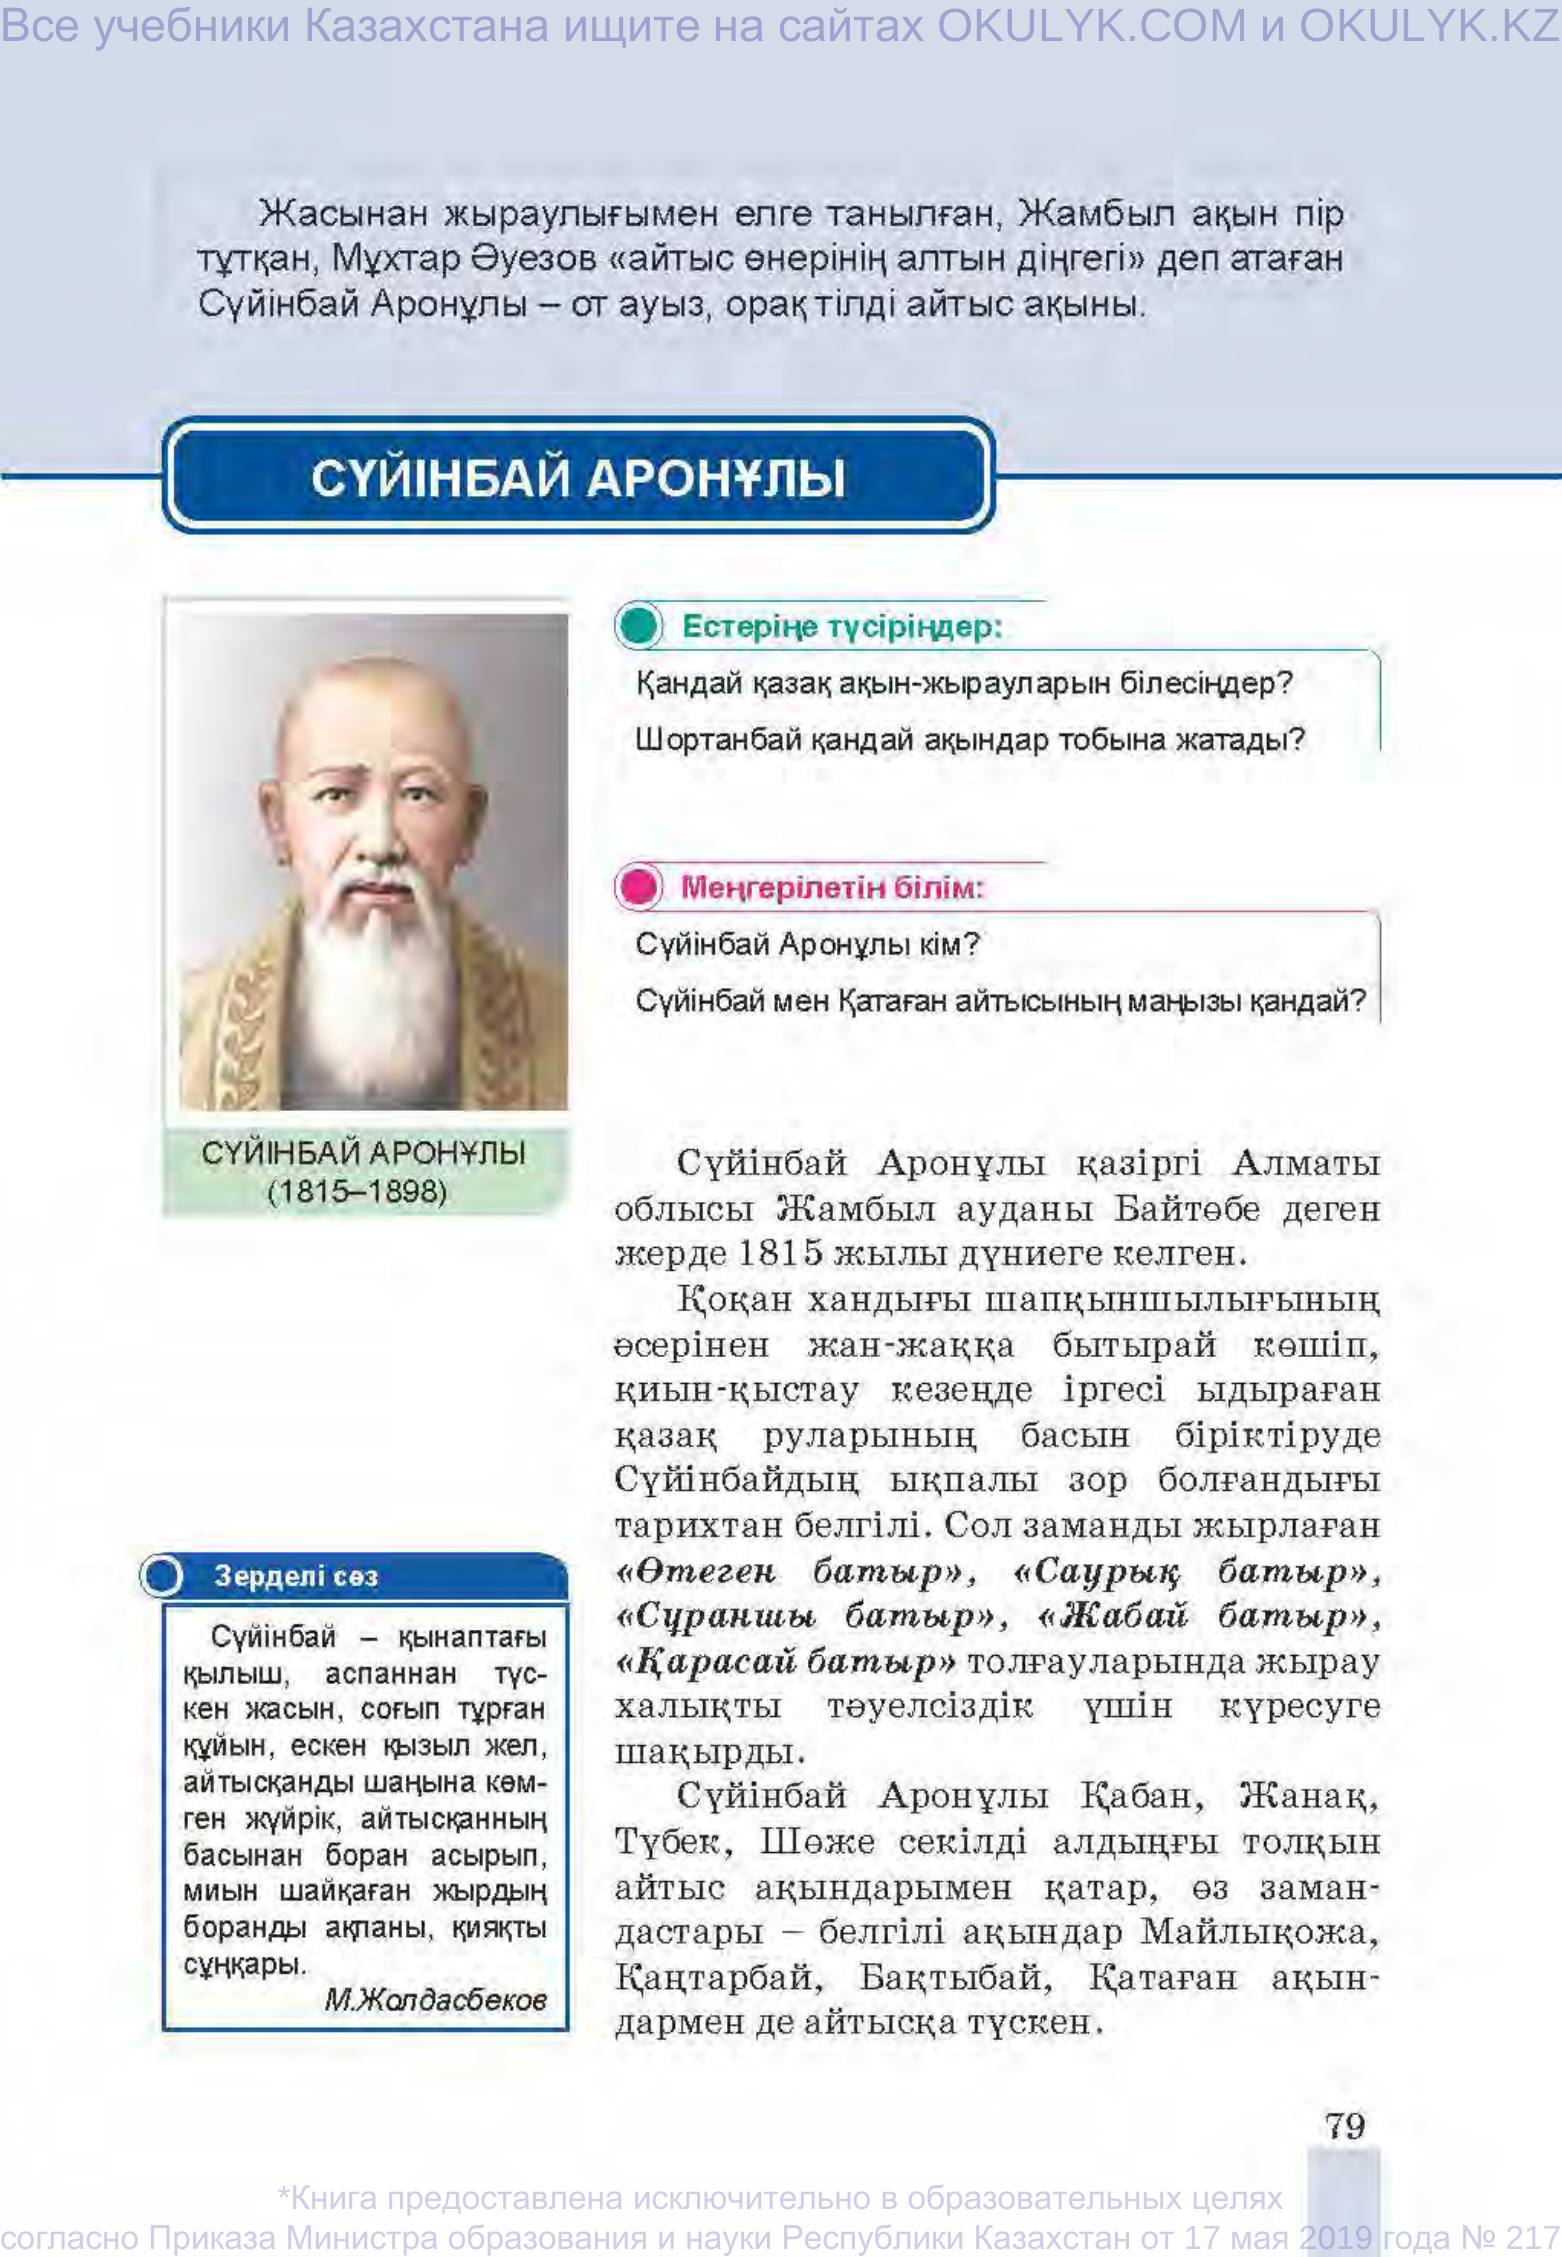 Все учебники Казахстана ищите на сайтах OKULYK.COM и OKULYK.KZ
Жасынан жыраулығымен елге танылған, Жамбыл ақын пір
тұтқан, Мұхтар Әуезов «айтыс өнерінің алтын діңгегі» деп атаған
Сүйінбай Аронұлы – от ауыз, орақ тілді айтыс ақыны.
СҮЙІНБАЙ АРОНҰЛЫ
Естеріңе түсіріңдер:
Қандай қазақ ақын-жырауларын білесіңдер?
Шортанбай қандай ақындар тобына жатады?
Меңгерілетін білім:
Сүйінбай Аронұлы кім?
Сүйінбай мен Қатаған айтысының маңызы қандай?
СҮЙІНБАЙ АРОНҰЛЫ
(1815–1898)
Сүйінбай Аронұлы қазіргі Алматы
облысы Жамбыл ауданы Байтөбе деген
жерде 1815 жылы дүниеге келген.
Қоқан хандығы шапқыншылығының
әсерінен жан-жаққа бытырай көшіп,
қиын-қыстау кезеңде іргесі ыдыраған
қазақ руларының басын біріктіруде
Сүйінбайдың ықпалы зор болғандығы
тарихтан белгілі. Сол заманды жырлаған
«Өтеген батыр», «Саурық батыр»,
«Сұраншы батыр», «Жабай батыр»,
«Қарасай батыр» толғауларында жырау
халықты тәуелсіздік үшін күресуге
шақырды.
Сүйінбай Аронұлы Қабан, Жанақ,
Түбек, Шөже секілді алдыңғы толқын
айтыс ақындарымен қатар, өз заман-
дастары – белгілі ақындар Майлықожа,
Қаңтарбай, Бақтыбай, Қатаған ақын-
дармен де айтысқа түскен.
Зерделі сөз
Сүйінбай – қынаптағы
қылыш, аспаннан түс-
кен жасын, соғып тұрған
құйын, ескен қызыл жел,
айтысқанды шаңына көм-
ген жүйрік, айтысқанның
басынан боран асырып,
миын шайқаған жырдың
боранды ақпаны, қияқты
сұңқары.
М.Жолдасбеков
79
*Книга предоставлена исключительно в образовательных целях
согласно Приказа Министра образования и науки Республики Казахстан от 17 мая 2019 года № 217